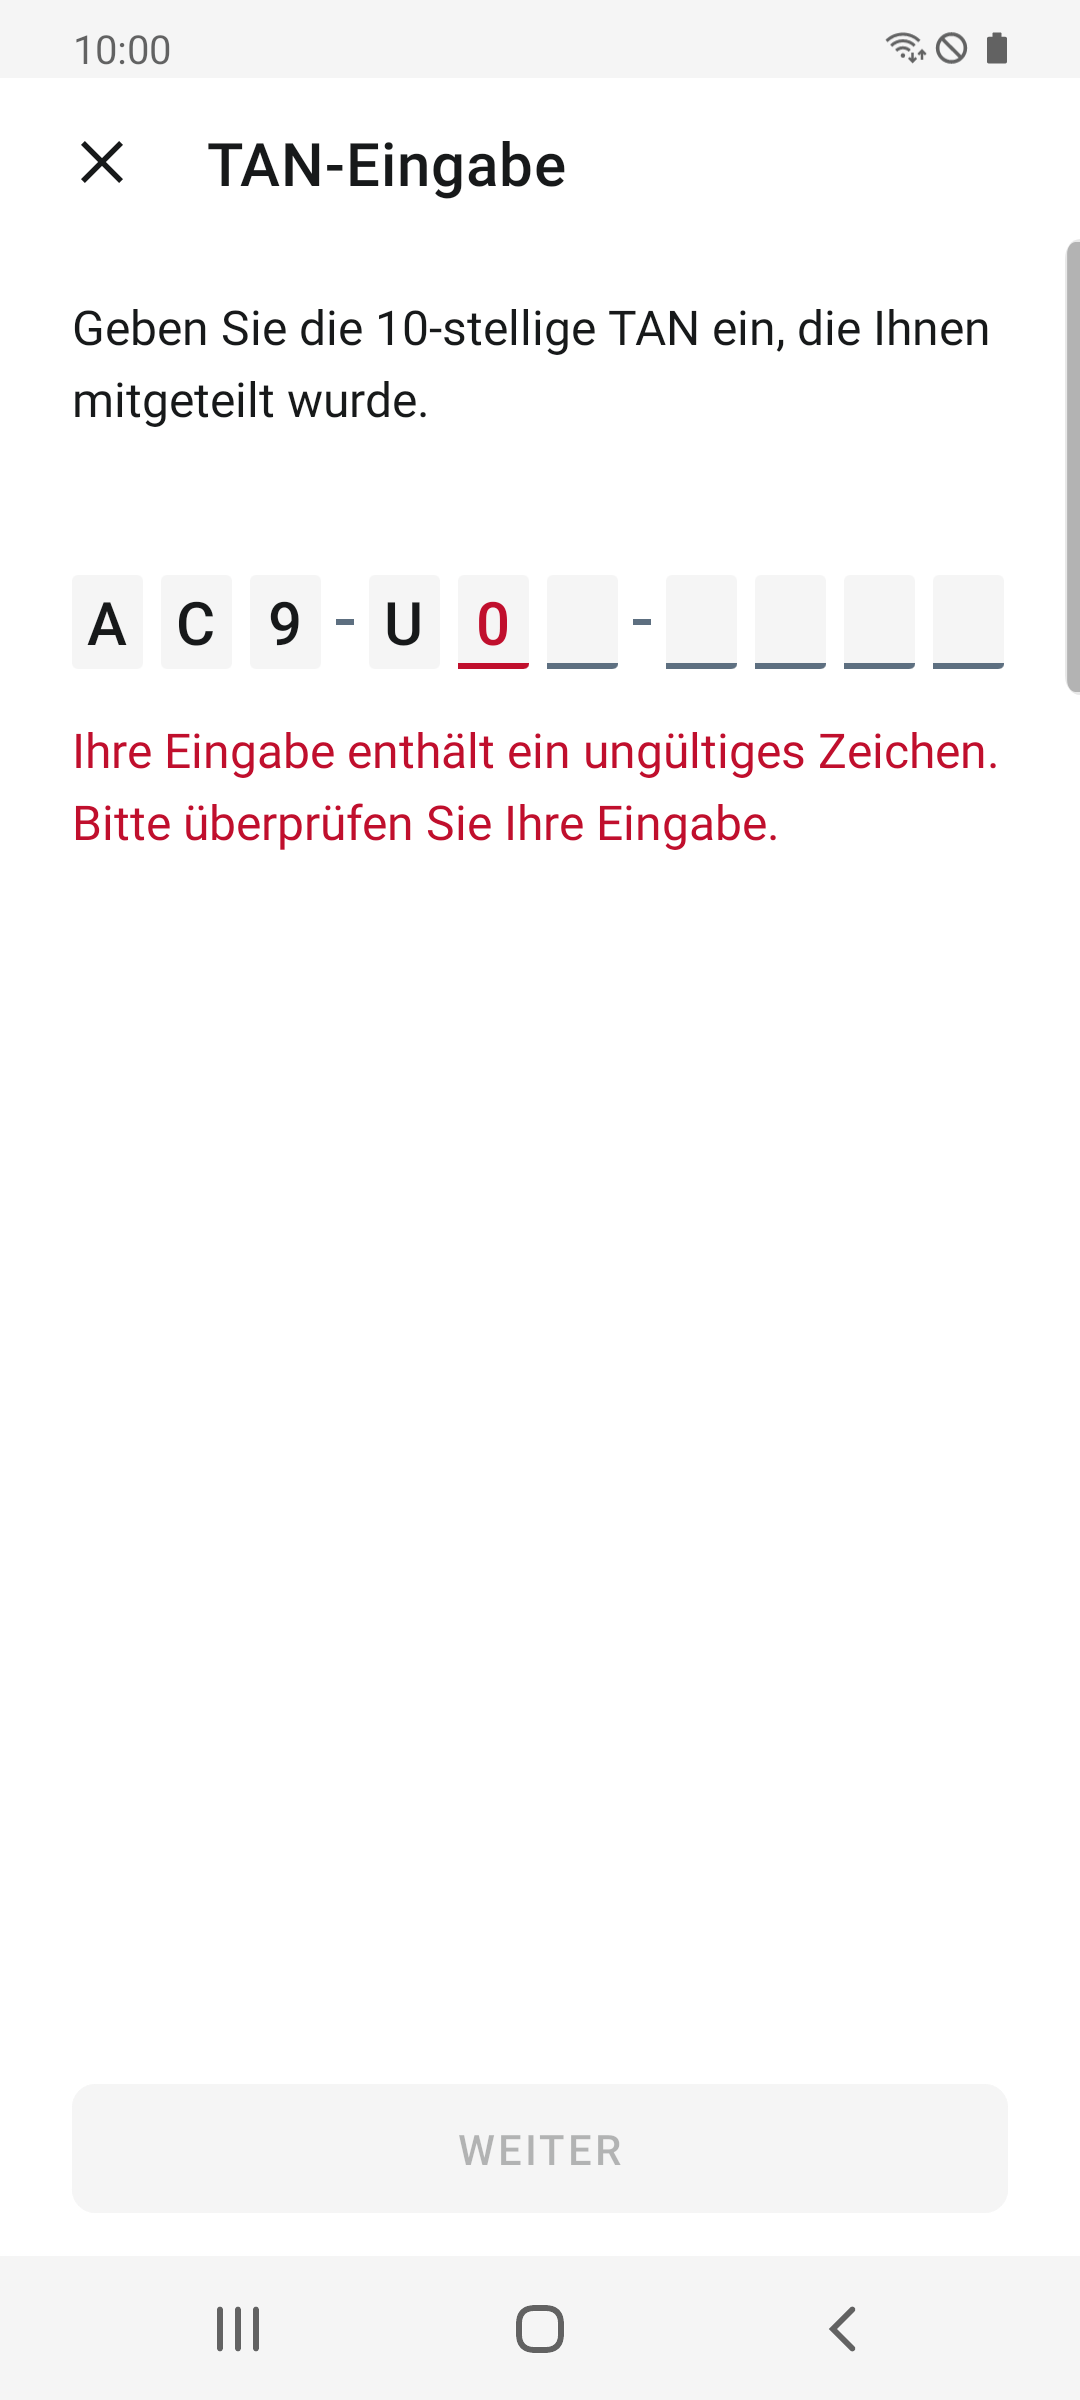 10:00
TAN-Eingabe
Geben Sie die 10-stellige TAN ein, die Ihnen
mitgeteilt wurde.
A C 9 - U 0 -
Ihre Eingabe enthält ein ungültiges Zeichen.
Bitte überprüfen Sie Ihre Eingabe.
WEITER